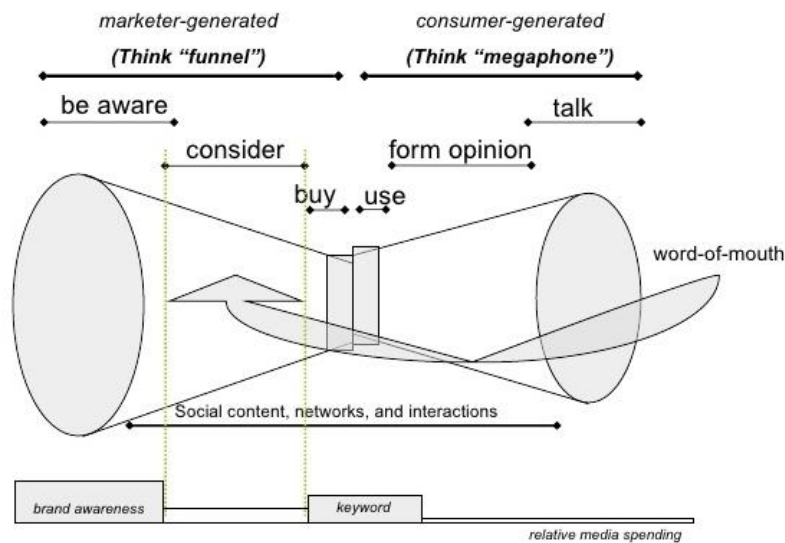 marketer-generated
(Think “funnel”)
consumer-generated
(Think “megaphone”)
be aware
talk
consider
form opinion
buy
use
word-of-mouth
Social content, networks, and interactions
brand awareness
keyword
relative media spending